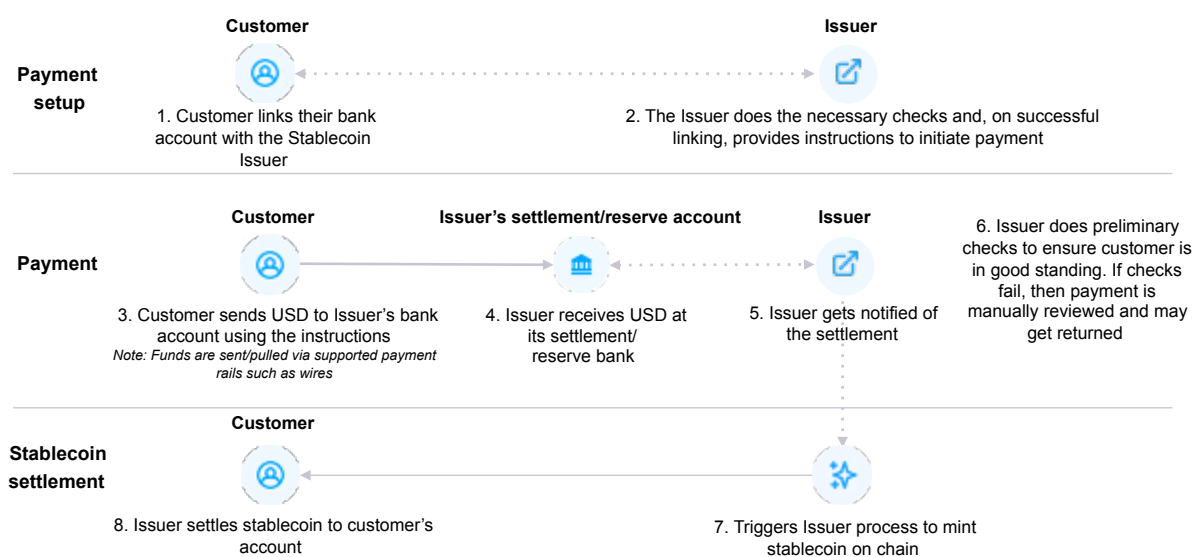 Customer
Issuer
Payment
setup
1. Customer links their bank
account with the Stablecoin
Issuer
2. The Issuer does the necessary checks and, on successful
linking, provides instructions to initiate payment
Customer
Issuer's settlement/reserve account
Issuer
Payment
3. Customer sends USD to Issuer's bank
account using the instructions
Note: Funds are sent/pulled via supported payment
rails such as wires
4. Issuer receives USD at
its settlement/
reserve bank
5. Issuer gets notified of
the settlement
6. Issuer does preliminary
checks to ensure customer is
in good standing. If checks
fail, then payment is
manually reviewed and may
get returned
Customer
Stablecoin
settlement
8. Issuer settles stablecoin to customer's
account
7. Triggers Issuer process to mint
stablecoin on chain